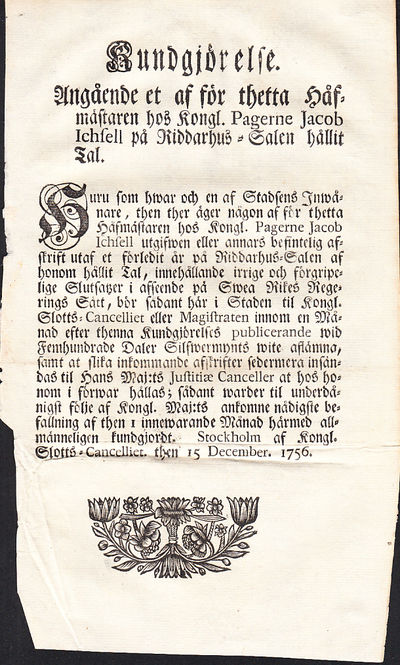 Kundgjörelse.
Angående et af för thetta Håf-
mästaren hos Kongl. Pagerne Jacob
Ichsell på Riddarhus-Salen hållit
Tal.
Huru som hwar och en af Stadsens Inwå-
nare, then ther äger någon af för thetta
Håfmästaren hos Kongl. Pagerne Jacob
Ichsell utgifwen eller annars befintelig af-
skrift utaf et förledit år på Riddarhus-Salen af
honom hållit Tal, innehållande irrige och förgripe-
lige Slutsatzer i afseende på Swea Rikes Rege-
rings Sätt, bör sådant här i Staden til Kongl.
Slotts-Cancelliet eller Magistraten innom en Må-
nad efter thenna Kundgjörelses publicerande wid
Femhundrade Daler Silfwermynts wite aflämna,
samt at slika inkommande afskrifter sedermera insän-
das til Hans Maj:ts Justitiæ Canceller at hos ho-
nom i förwar hållas; sådant warder til underdå-
nigst följe af Kongl. Maj:ts ankomne nådigste be-
fallning af then 1 innewarande Månad härmed all-
männeligen kundgjordt. Stockholm af Kongl.
Slotts-Cancelliet. then 15 December. 1756.